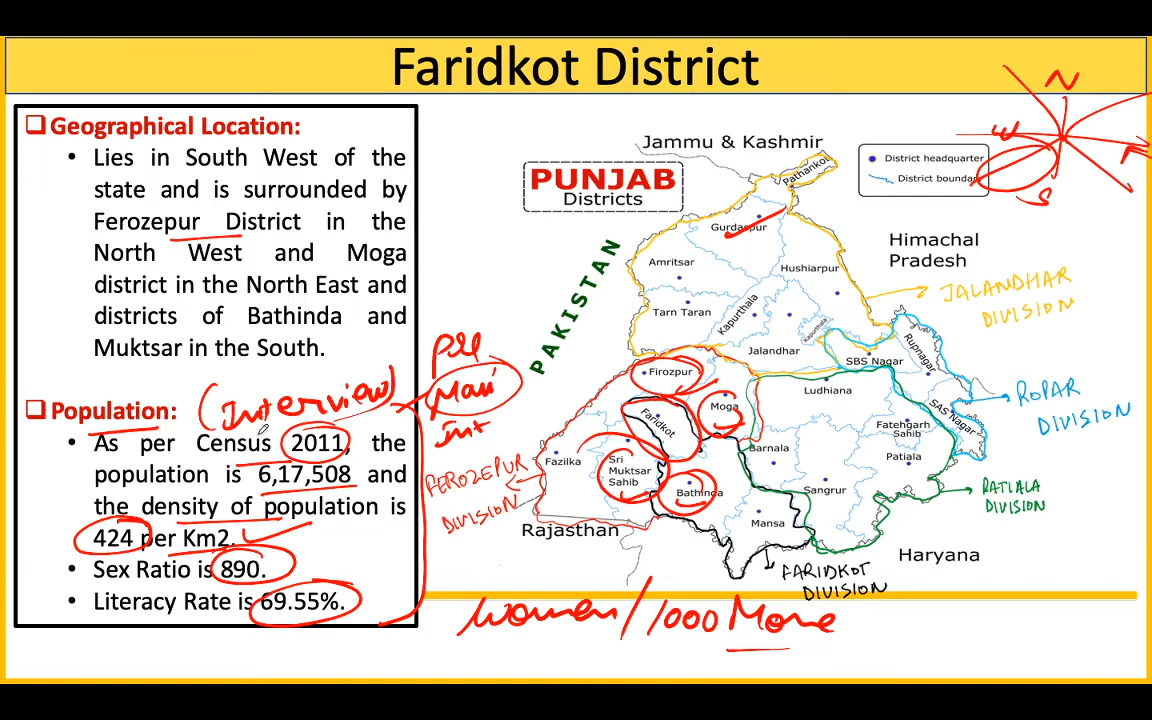 Faridkot District
❑ Geographical Location:
• Lies in South West of the
state and is surrounded by
Ferozepur District in the
North West and Moga
district in the North East and
districts of Bathinda and
Muktsar in the South.
❑ Population: (Interview)
• As per Census 2011, the
population is 6,17,508 and
the density of population is
424 per Km2.
• Sex Ratio is 890.
• Literacy Rate is 69.55%.
Pre
Int
women/1000
Jammu & Kashmir
PUNJAB
Districts
District headquarter
District boundary
N
W
E
S
PAKISTAN
Himachal
Pradesh
Pathankot
Gurdaspur
Amritsar
Hushiarpur
Tarn Taran
Kapurthala
Kapurthala
Jalandhar
SBS Nagar
Rupnagar
SAS Nagar
Firozpur
Moga
Ludhiana
Faridkot
Fatehgarh
Sahib
Patiala
Barnala
Fazilka
Sri
Muktsar
Sahib
Bathinda
Sangrur
Mansa
Rajasthan
Haryana
JALANDHAR
DIVISION
ROPAR
DIVISION
PATIALA
DIVISION
FARIDKOT
DIVISION
FEROZEPUR
DIVISION